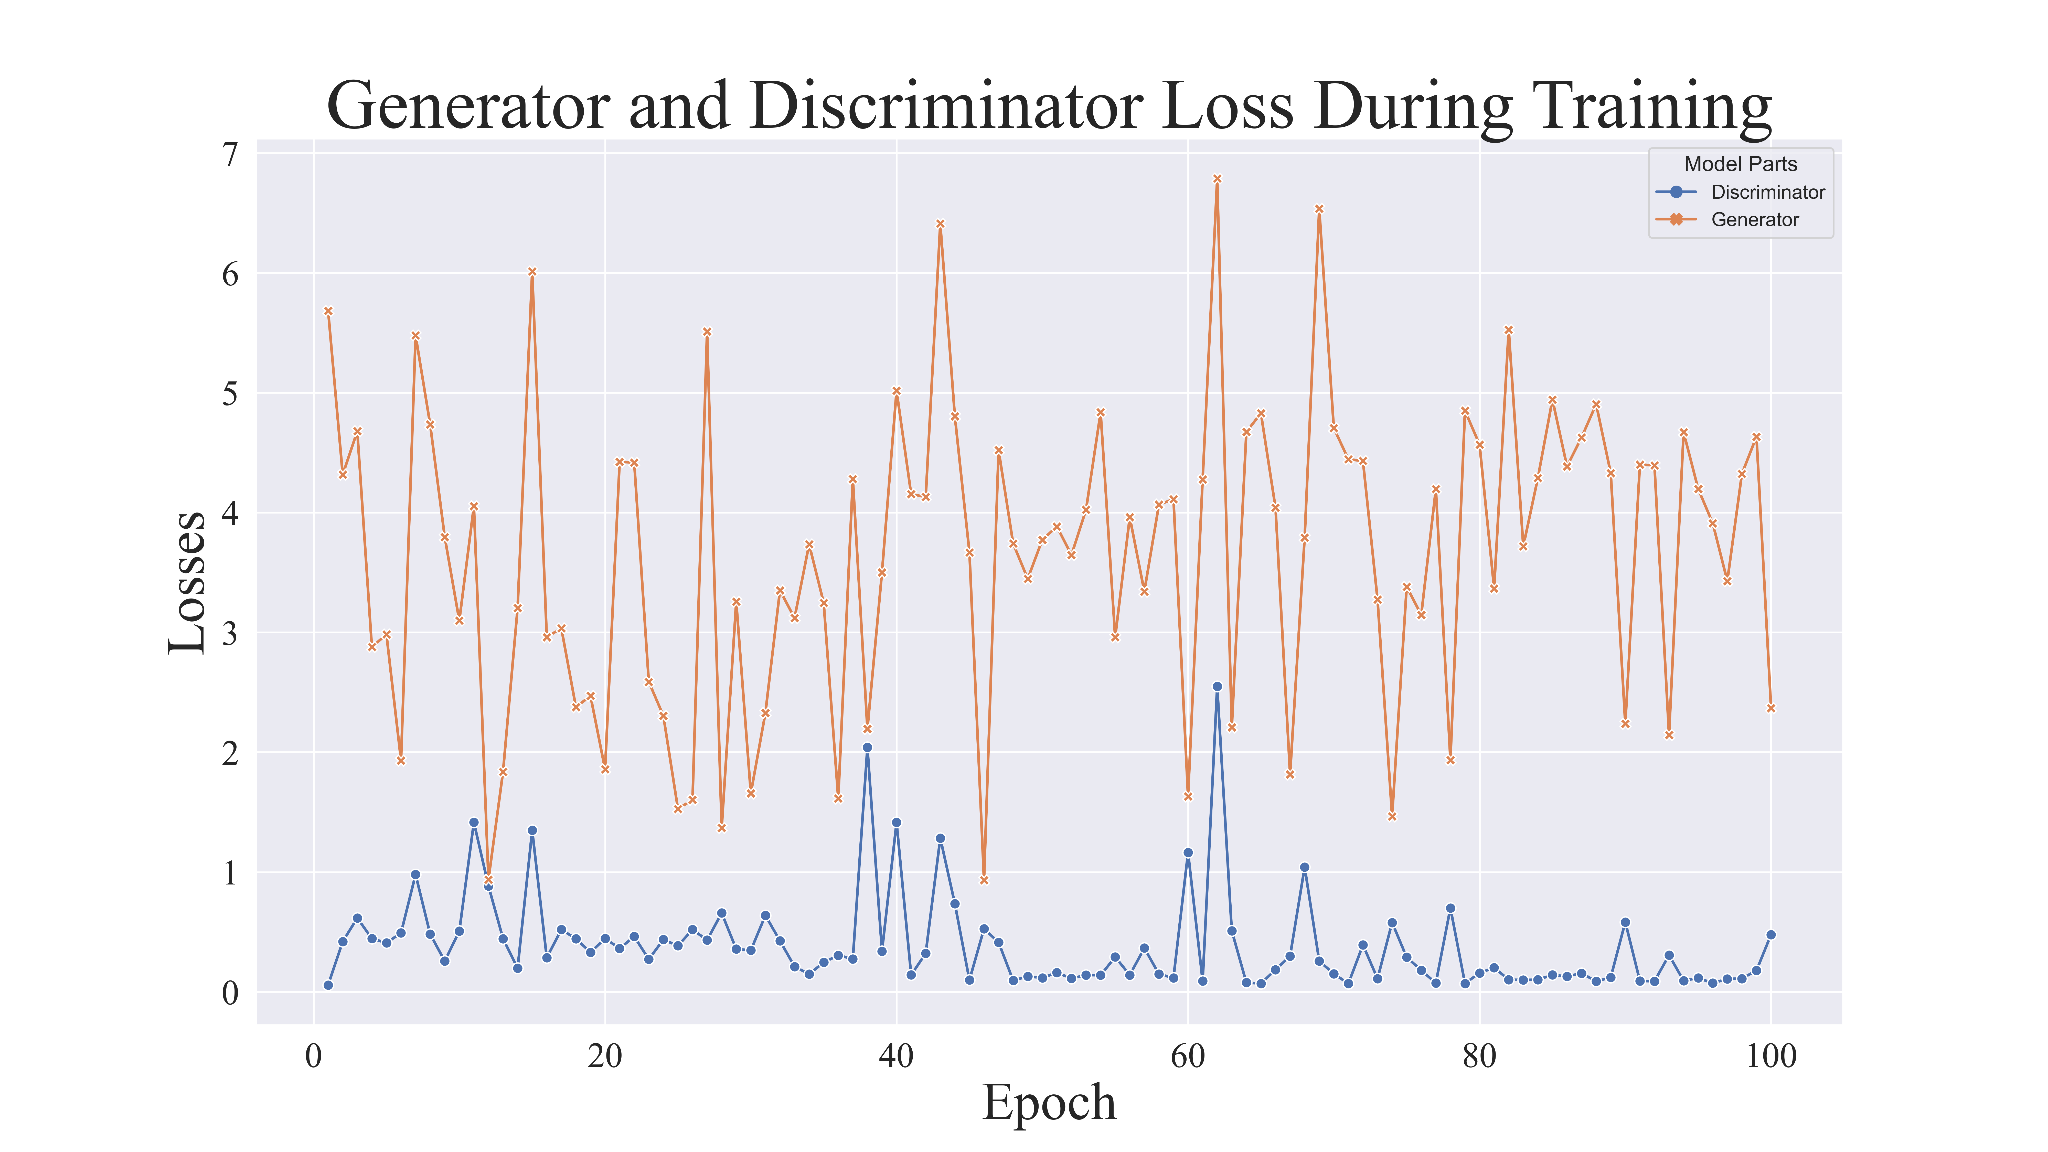 Generator and Discriminator Loss During Training
Model Parts
Discriminator
Generator
7
6
5
4
3
2
1
0
Losses
0 20 40 60 80 100
Epoch